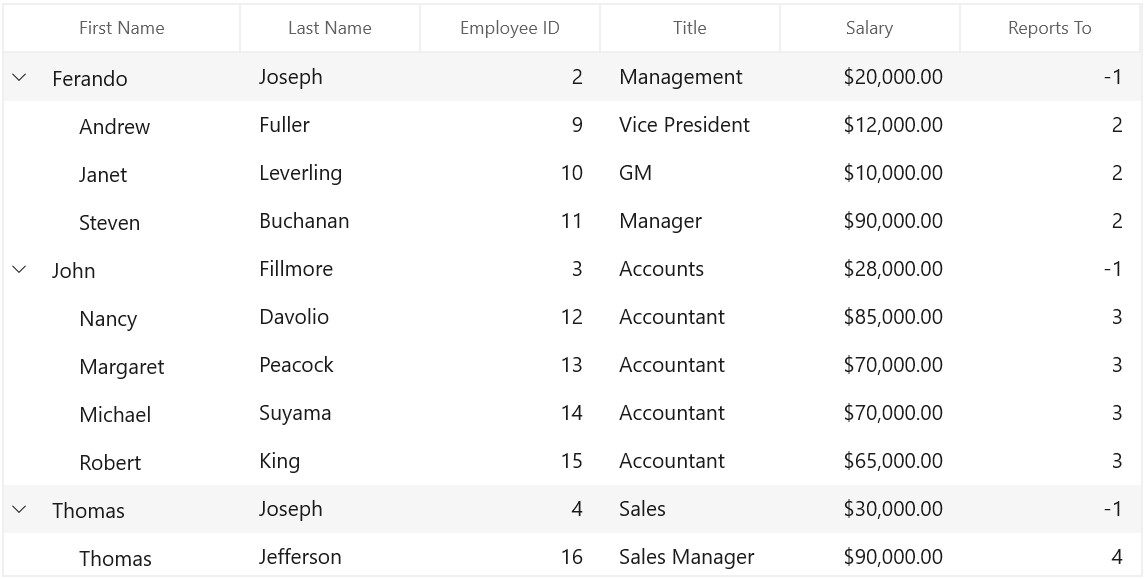 First Name Last Name Employee ID Title Salary Reports To
Ferando Joseph 2 Management $20,000.00 -1
Andrew Fuller 9 Vice President $12,000.00 2
Janet Leverling 10 GM $10,000.00 2
Steven Buchanan 11 Manager $90,000.00 2
John Fillmore 3 Accounts $28,000.00 -1
Nancy Davolio 12 Accountant $85,000.00 3
Margaret Peacock 13 Accountant $70,000.00 3
Michael Suyama 14 Accountant $70,000.00 3
Robert King 15 Accountant $65,000.00 3
Thomas Joseph 4 Sales $30,000.00 -1
Thomas Jefferson 16 Sales Manager $90,000.00 4